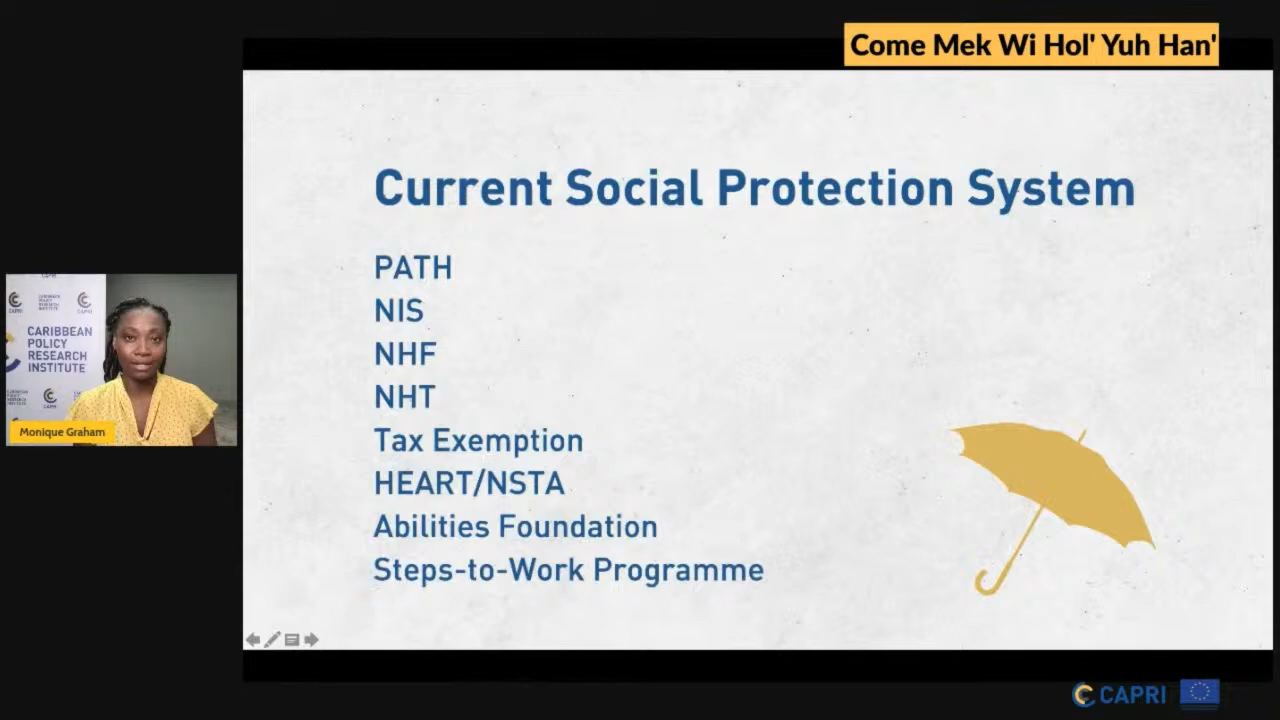 Come Mek Wi Hol' Yuh Han'
Current Social Protection System
PATH
NIS
NHF
NHT
Tax Exemption
HEART/NSTA
Abilities Foundation
Steps-to-Work Programme
CARIBBEAN
POLICY
RESEARCH
INSTITUTE
CAPRI
Monique Graham
CAPRI